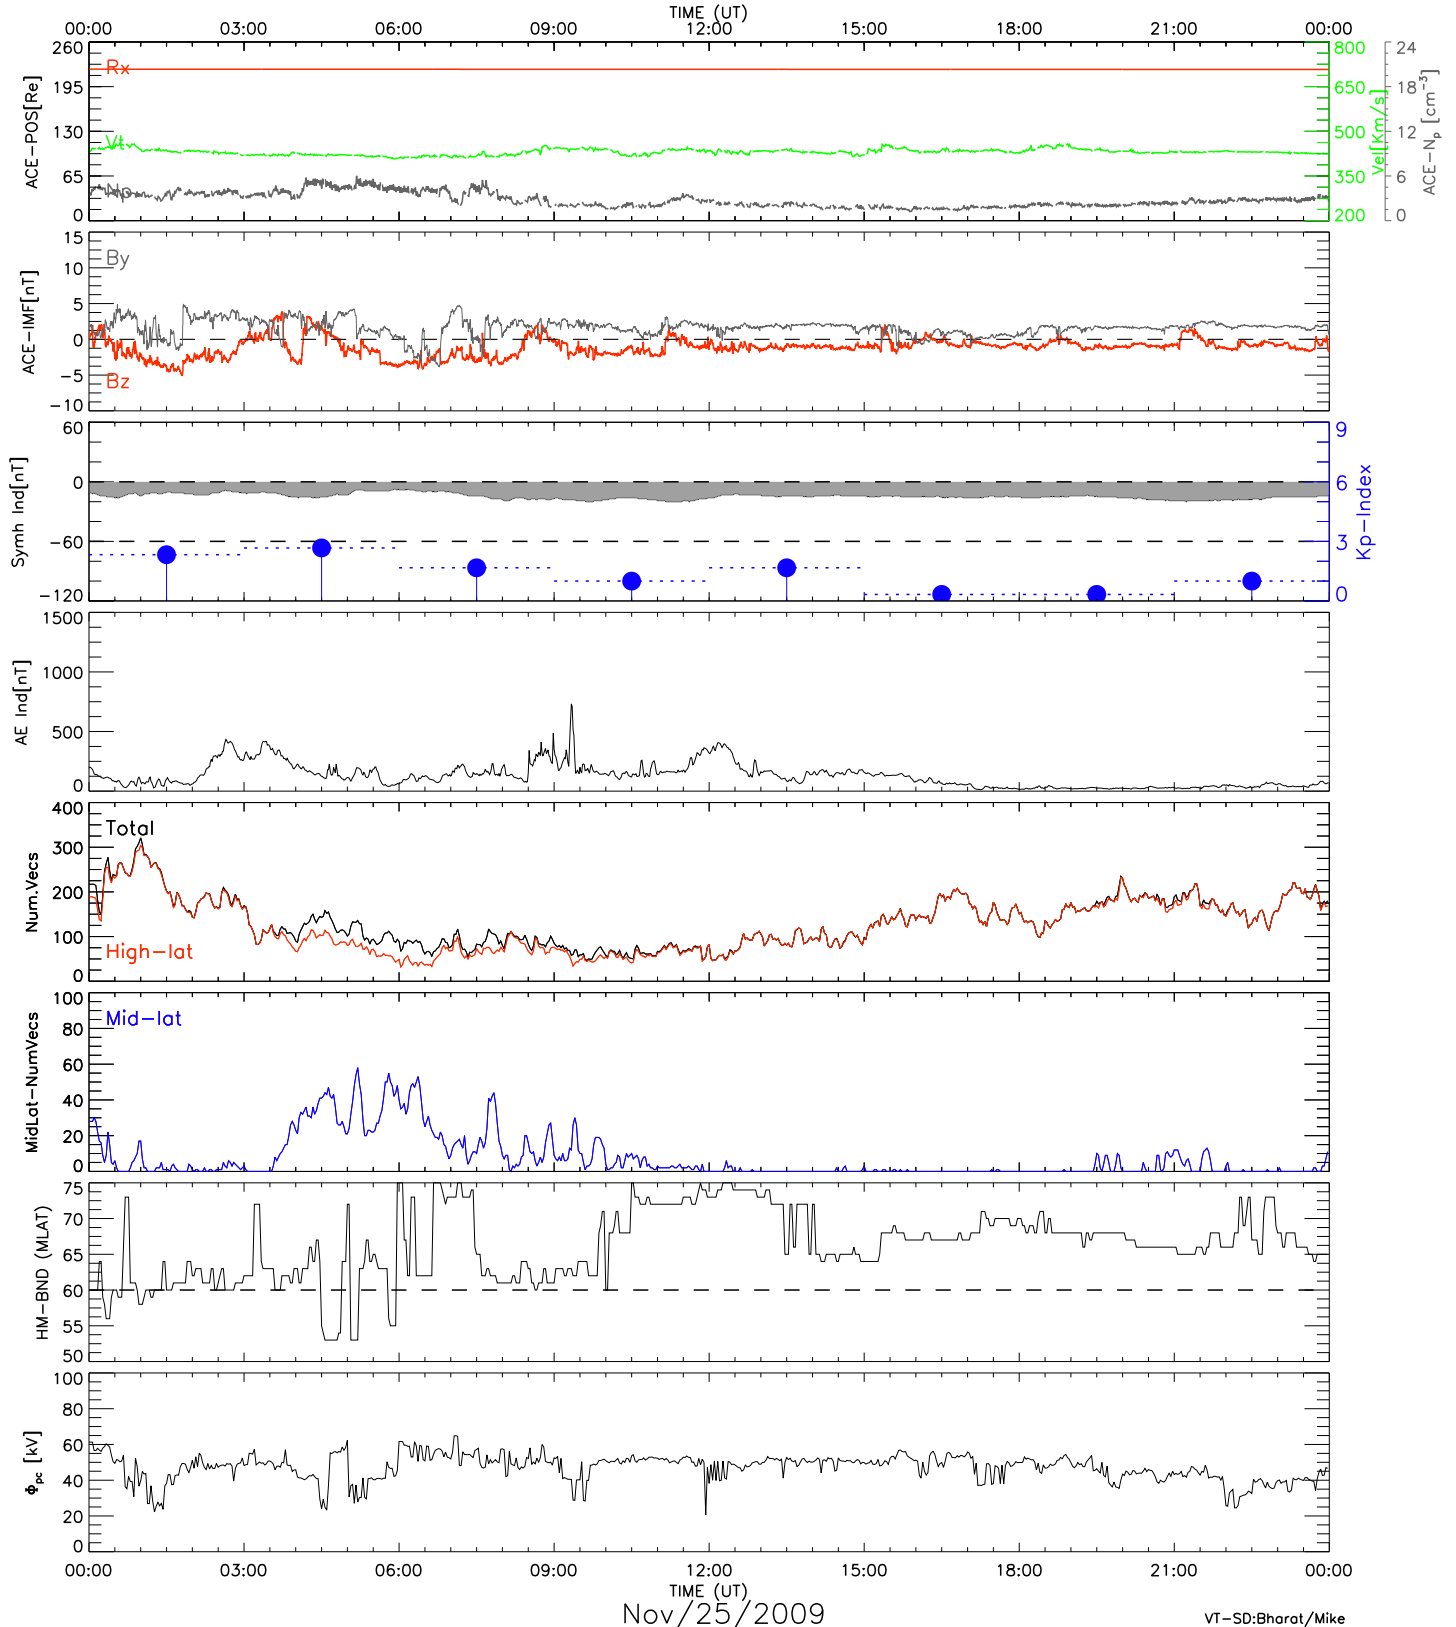 TIME (UT)
00:00 03:00 06:00 09:00 12:00 15:00 18:00 21:00 00:00
260 195 130 65 0
ACE-POS[Re]
Rx
Vt
Np
800 650 500 350 200
Vel[Km/s]
24 18 12 6 0
ACE-Np [cm-3]
15 10 5 0 -5 -10
ACE-IMF[nT]
By
Bz
60 0 -60 -120
Symh Ind[nT]
9 6 3 0
Kp-Index
1500 1000 500 0
AE Ind[nT]
400 300 200 100 0
Num.Vecs
Total
High-lat
100 80 60 40 20 0
MidLat-NumVecs
Mid-lat
75 70 65 60 55 50
HM-BND (MLAT)
100 80 60 40 20 0
Φpc [kV]
00:00 03:00 06:00 09:00 12:00 15:00 18:00 21:00 00:00
TIME (UT)
Nov/25/2009
VT-SD:Bharat/Mike